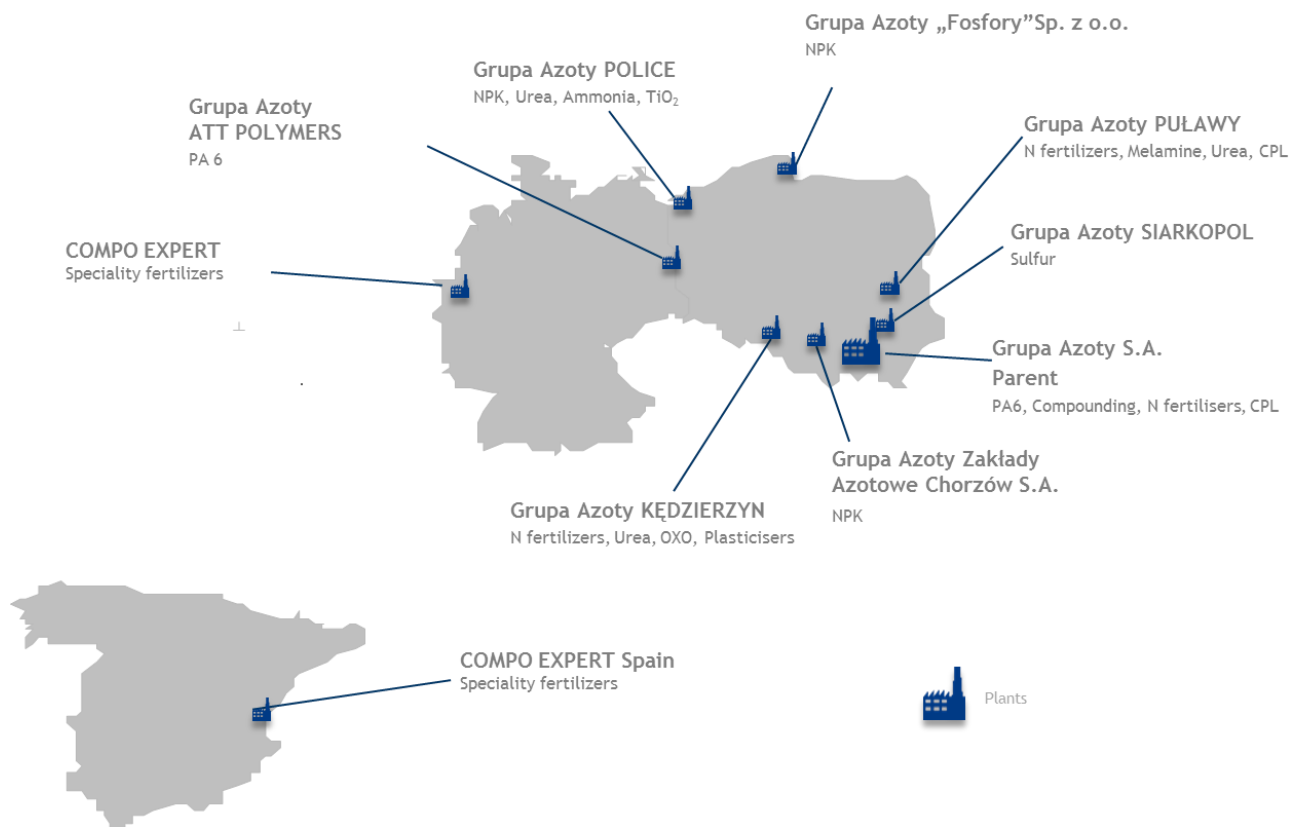 Grupa Azoty „Fosfory”Sp. z o.o.
NPK
Grupa Azoty POLICE
NPK, Urea, Ammonia, TiO₂
Grupa Azoty
ATT POLYMERS
PA 6
Grupa Azoty PUŁAWY
N fertilizers, Melamine, Urea, CPL
COMPO EXPERT
Speciality fertilizers
Grupa Azoty SIARKOPOL
Sulfur
Grupa Azoty S.A.
Parent
PA6, Compounding, N fertilisers, CPL
Grupa Azoty Zakłady
Azotowe Chorzów S.A.
NPK
Grupa Azoty KĘDZIERZYN
N fertilizers, Urea, OXO, Plasticisers
COMPO EXPERT Spain
Speciality fertilizers
Plants